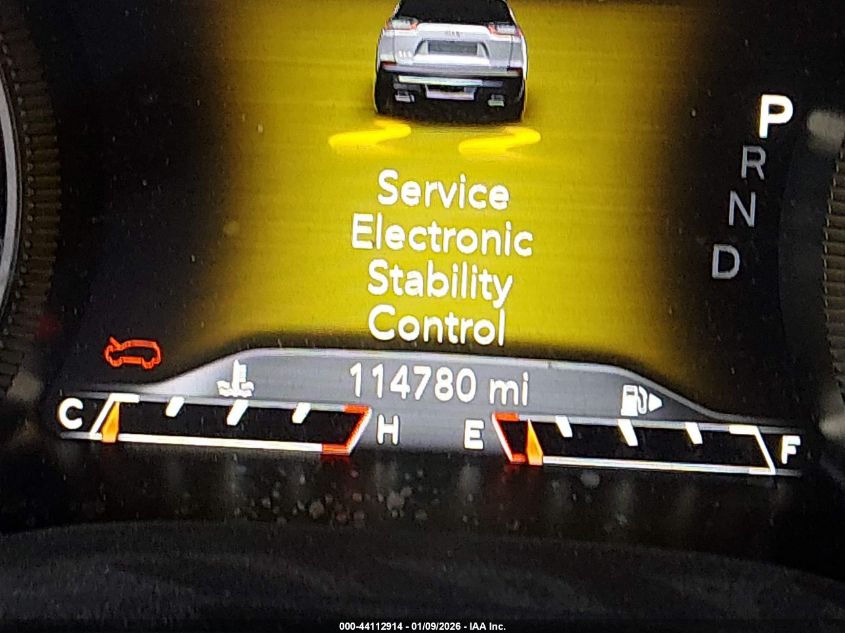 P
R
N
D
Service
Electronic
Stability
Control
114780 mi
C
H
E
F
000-44112914 - 01/09/2026 - IAA Inc.